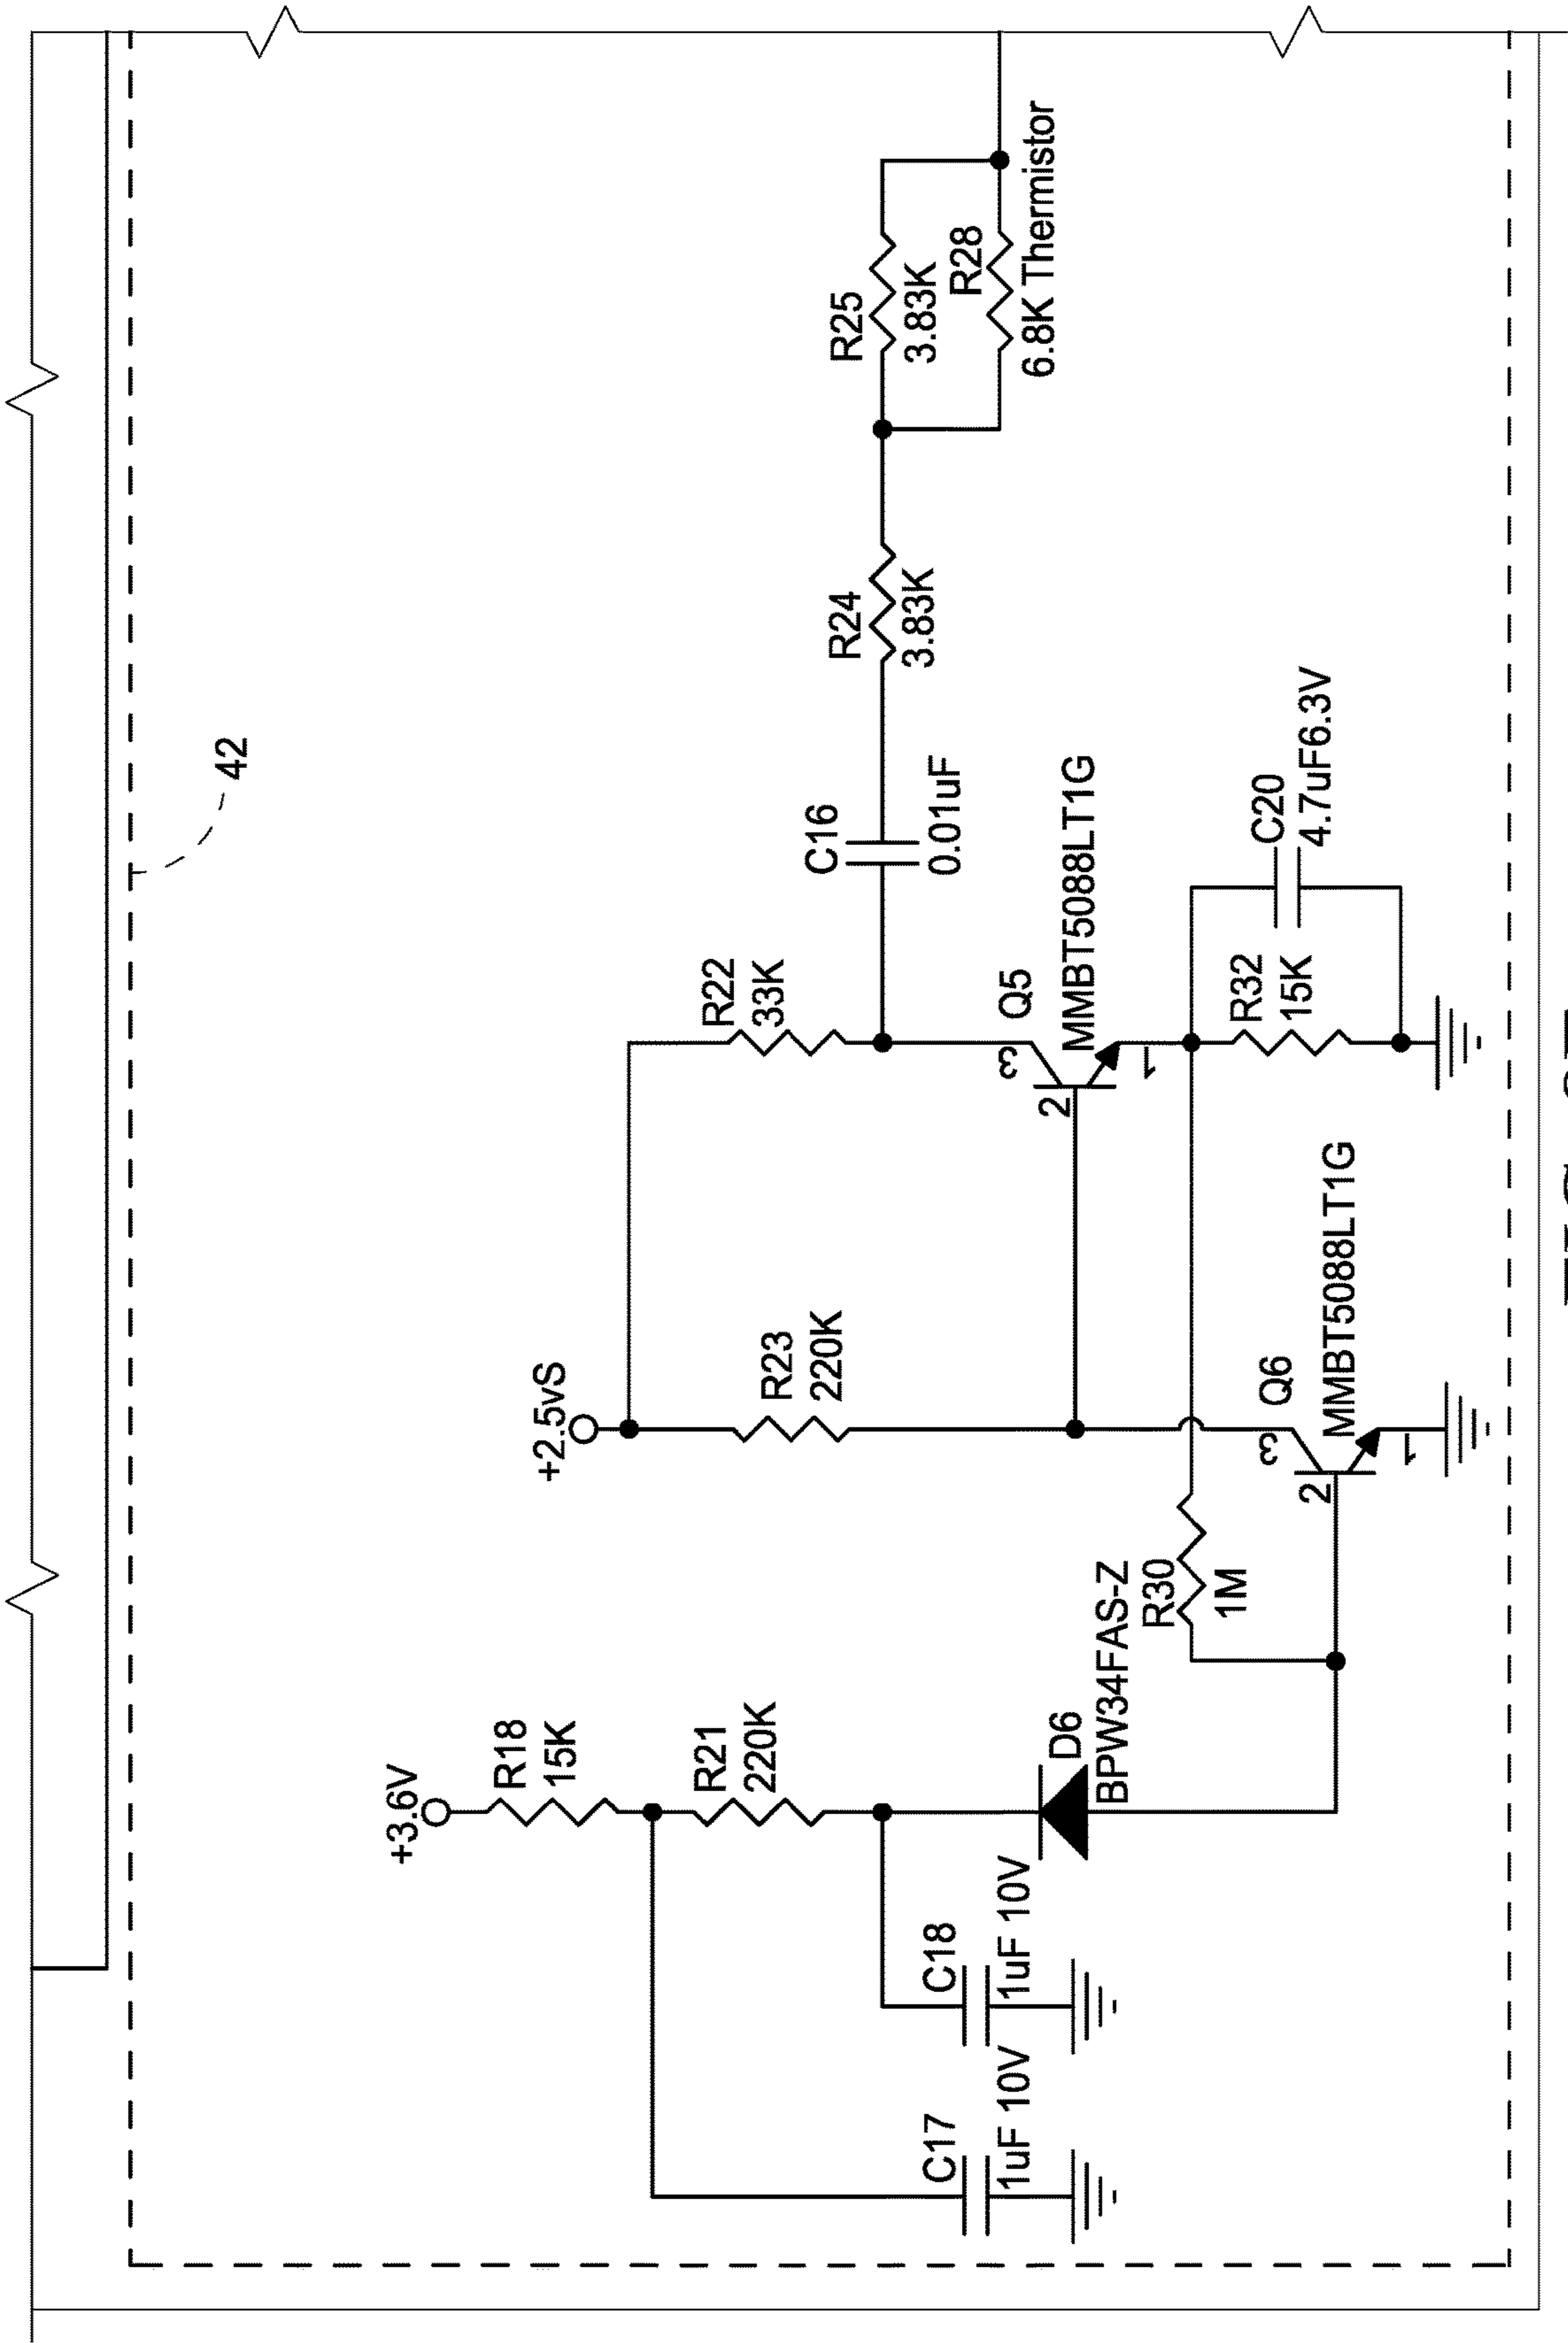 42
+3.6V
R18
15K
R21
220K
C17
1uF 10V
C18
1uF 10V
D6
BPW34FAS-Z
R30
1M
+2.5vS
R23
220K
Q6
MMBT5088LT1G
3
2
1
R22
33K
Q5
MMBT5088LT1G
3
2
1
R32
15K
C20
4.7uF6.3V
C16
0.01uF
R24
3.83K
R25
3.83K
R28
6.8K Thermistor